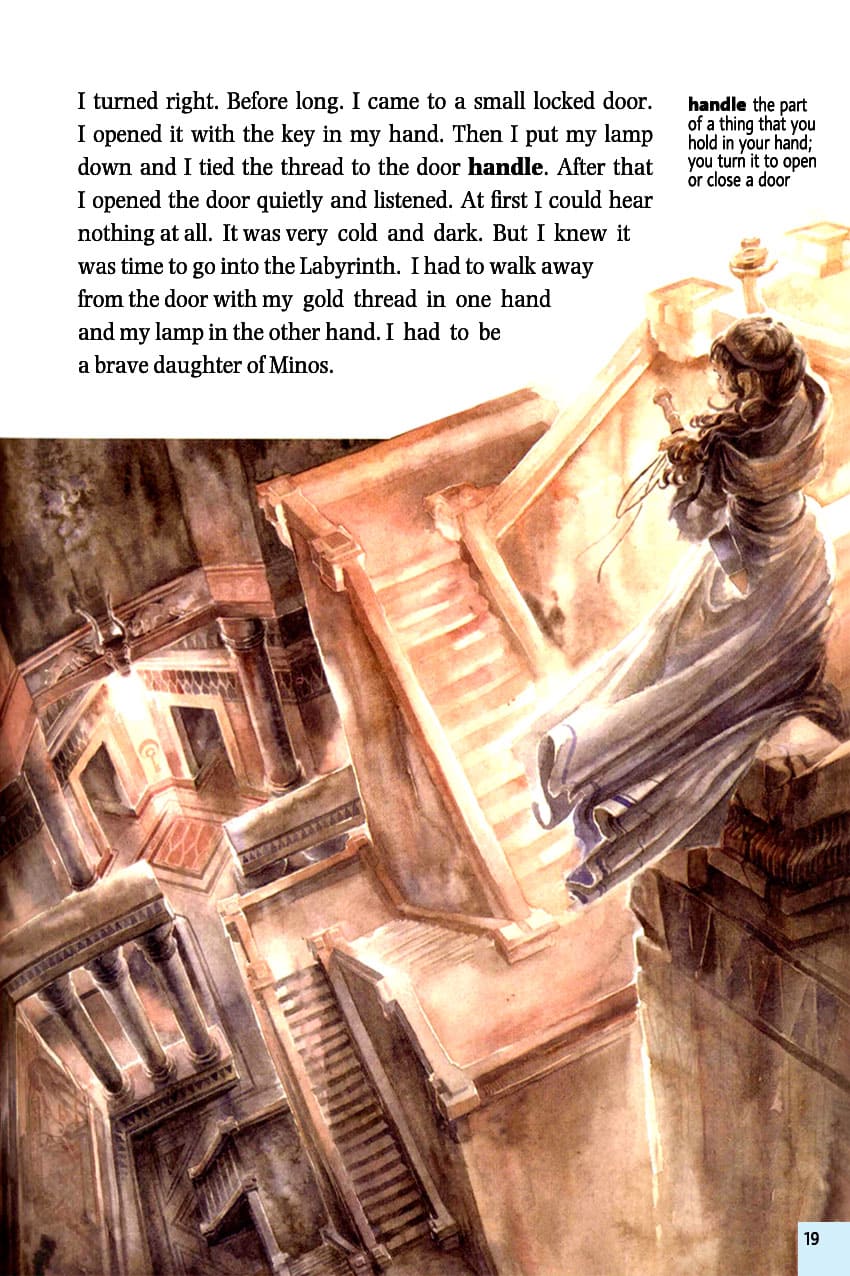 I turned right. Before long. I came to a small locked door.
I opened it with the key in my hand. Then I put my lamp
down and I tied the thread to the door handle. After that
I opened the door quietly and listened. At first I could hear
nothing at all. It was very cold and dark. But I knew it
was time to go into the Labyrinth. I had to walk away
from the door with my gold thread in one hand
and my lamp in the other hand. I had to be
a brave daughter of Minos.
handle the part
of a thing that you
hold in your hand;
you turn it to open
or close a door
19